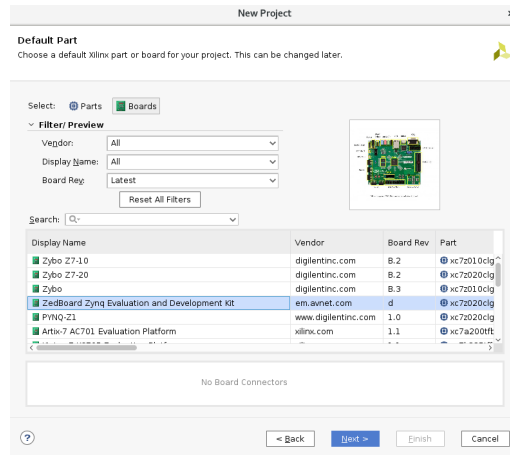 New Project
Default Part
Choose a default Xilinx part or board for your project. This can be changed later.
Select: Parts Boards
Filter/ Preview
Vendor: All
Display Name: All
Board Rev: Latest
Reset All Filters
Search: Q-
Display Name Vendor Board Rev Part
Zybo Z7-10 digilentinc.com B.2 xc7z010clg
Zybo Z7-20 digilentinc.com B.2 xc7z020clg
Zybo digilentinc.com B.3 xc7z010clg
ZedBoard Zynq Evaluation and Development Kit em.avnet.com d xc7z020clg
PYNQ-Z1 www.digilentinc.com 1.0 xc7z020clg
Artix-7 AC701 Evaluation Platform xilinx.com 1.1 xc7a200tfb
No Board Connectors
? < Back Next > Finish Cancel